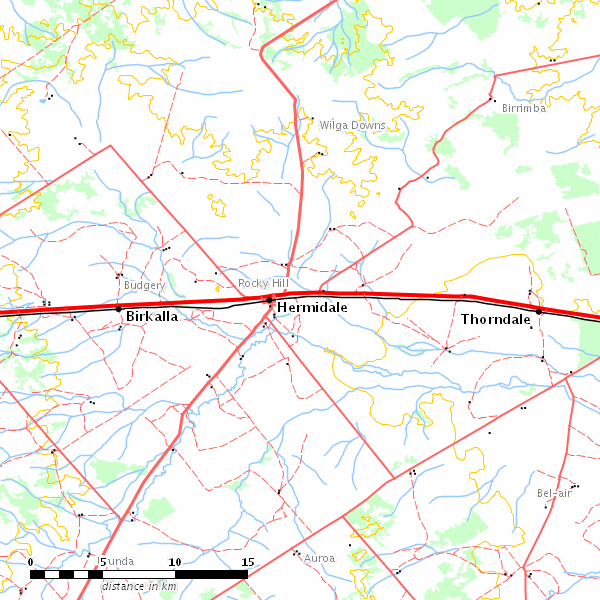 Wilga Downs
Birrimba
Budgery
Rocky Hill
Hermidale
Birkalla
Thorndale
Bel-air
Auroa
unda
0 5 10 15
distance in km